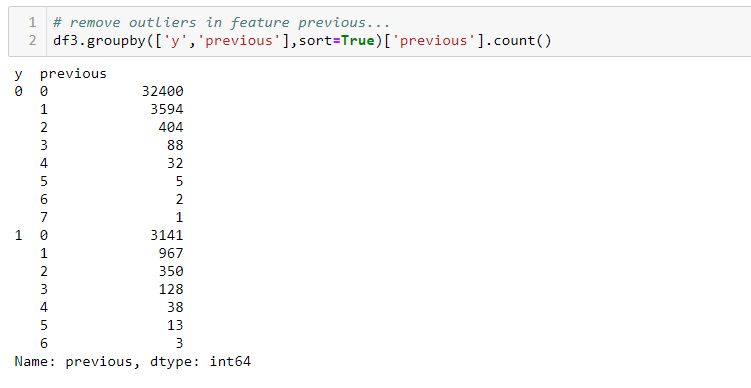 1 # remove outliers in feature previous...
2 df3.groupby(['y','previous'],sort=True)['previous'].count()
y previous
0 0 32400
1 3594
2 404
3 88
4 32
5 5
6 2
7 1
1 0 3141
1 967
2 350
3 128
4 38
5 13
6 3
Name: previous, dtype: int64